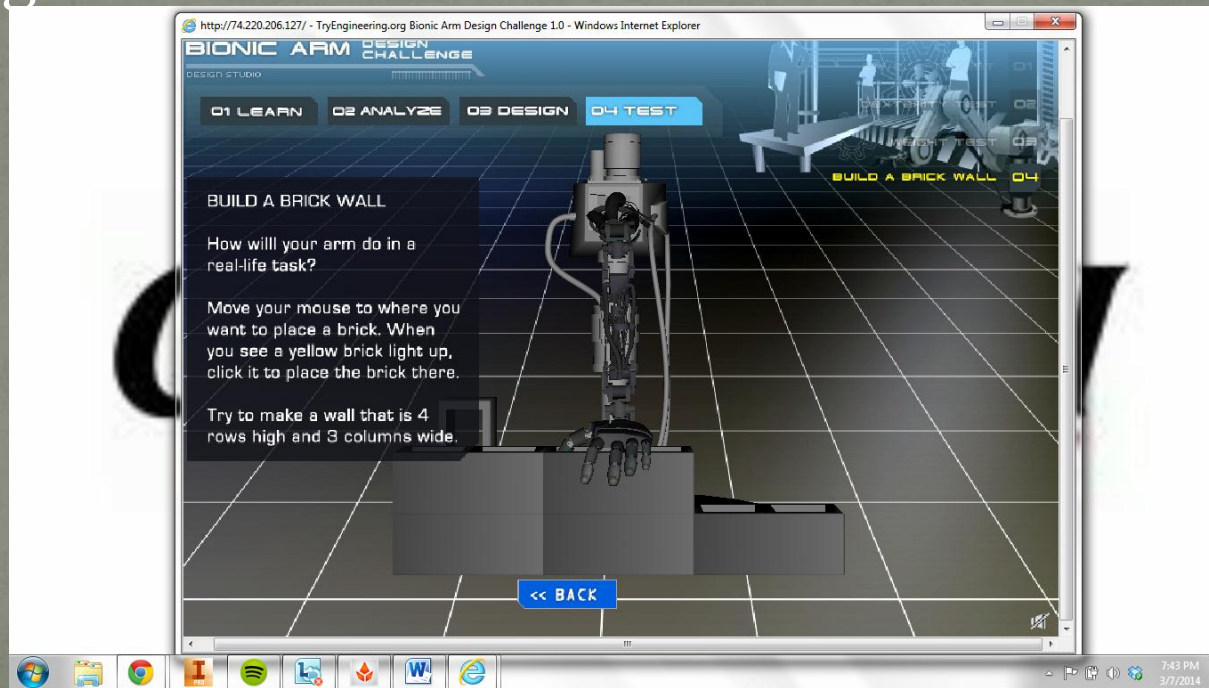 http://74.220.206.127/ - TryEngineering.org Bionic Arm Design Challenge 1.0 - Windows Internet Explorer
BIONIC ARM DESIGN CHALLENGE
DESIGN STUDIO
01 LEARN 02 ANALYZE 03 DESIGN 04 TEST
01
DEXTERITY TEST 02
WEIGHT TEST 03
BUILD A BRICK WALL 04
BUILD A BRICK WALL
How willl your arm do in a
real-life task?
Move your mouse to where you
want to place a brick. When
you see a yellow brick light up,
click it to place the brick there.
Try to make a wall that is 4
rows high and 3 columns wide.
<< BACK
7:43 PM
3/7/2014